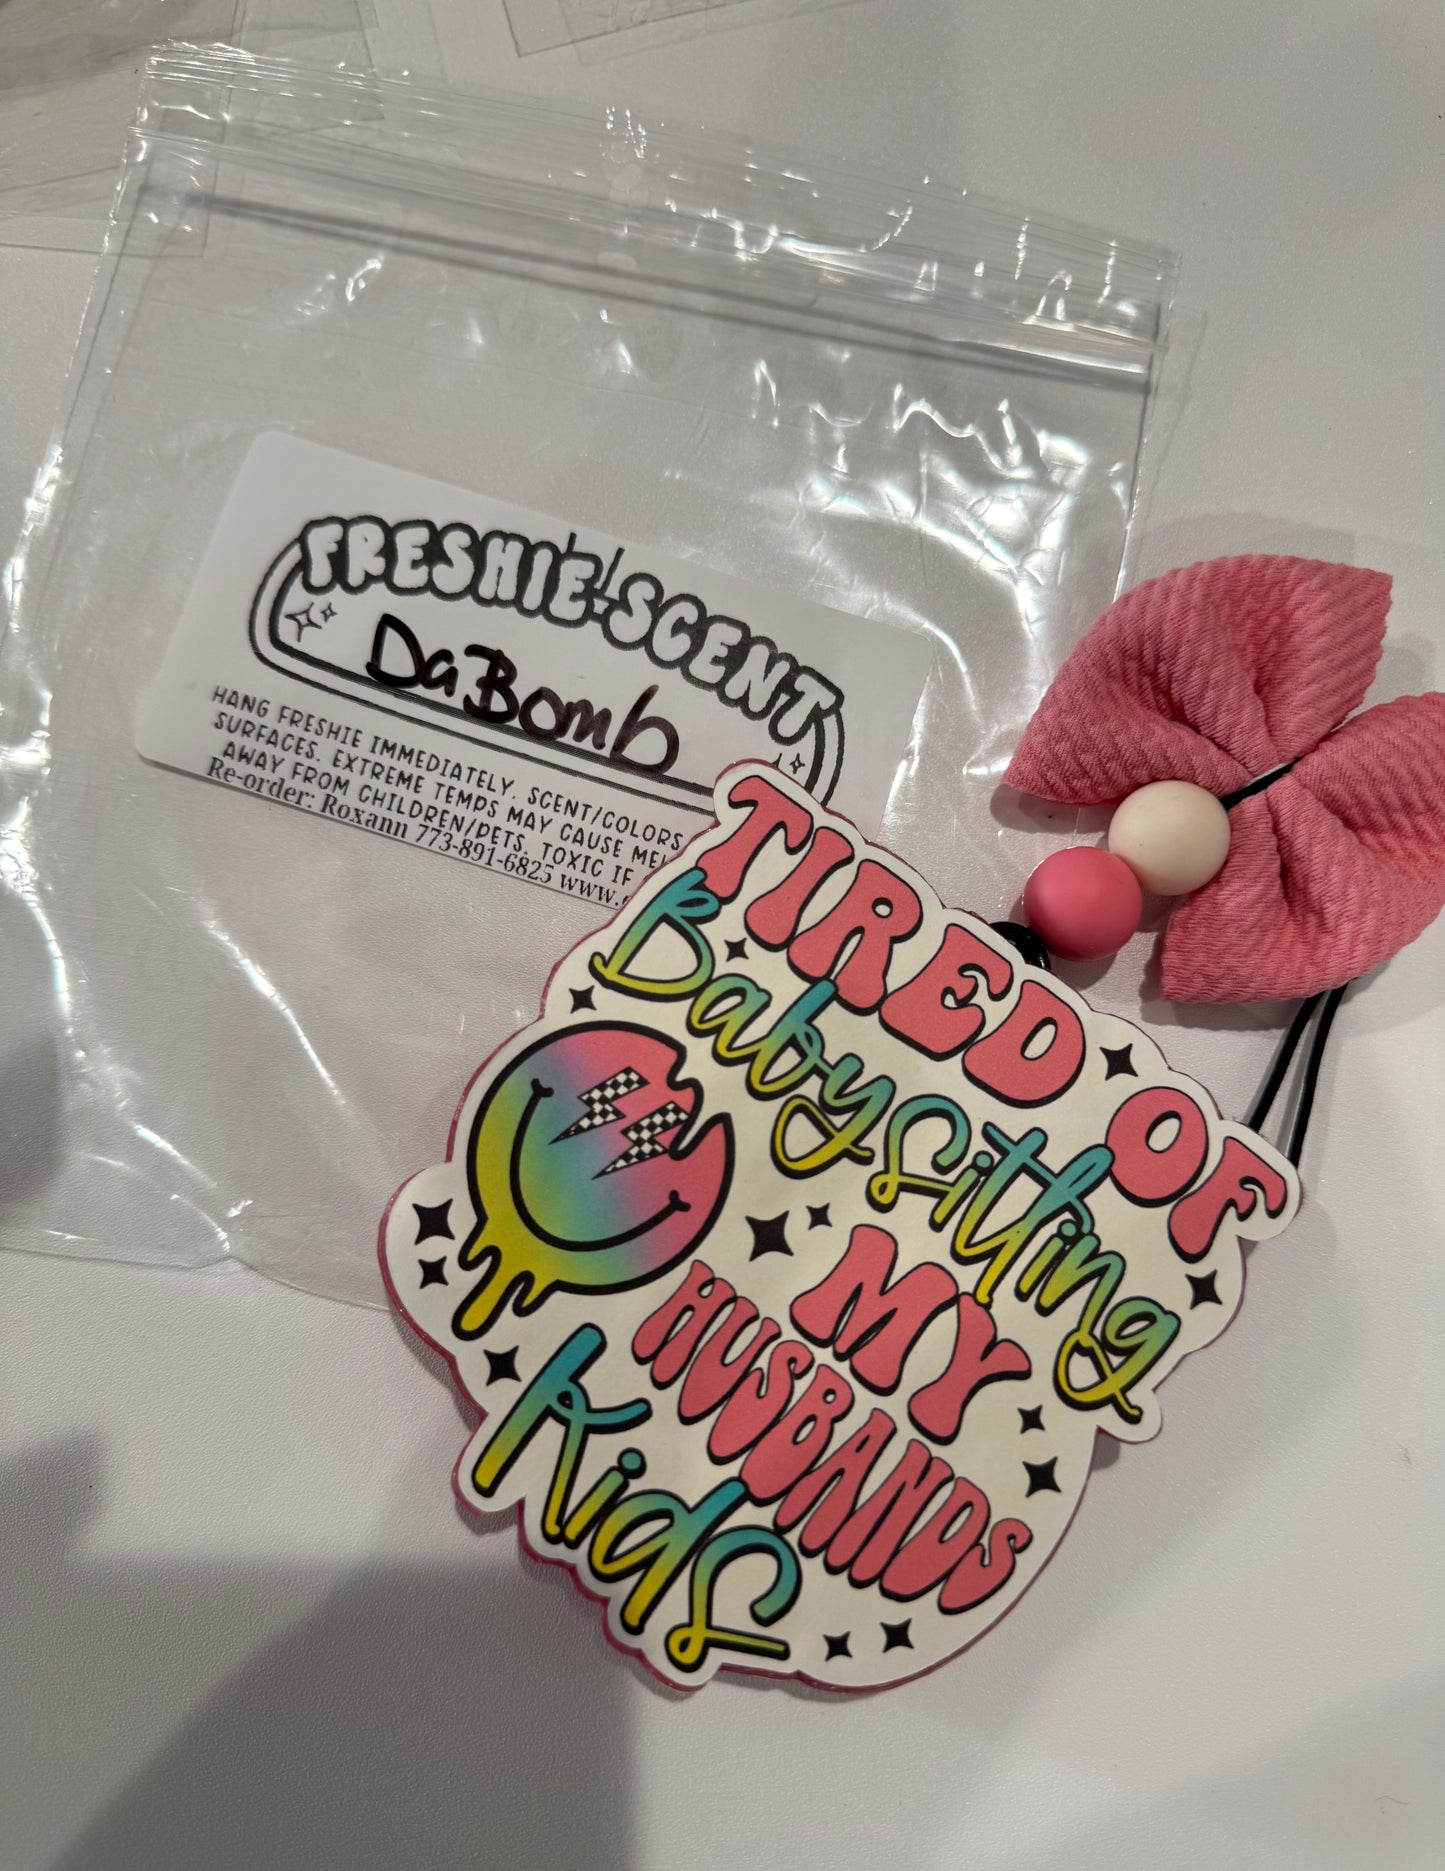 FRESHIE-SCENT
DaBomb
HANG FRESHIE IMMEDIATELY. SCENT/COLORS
SURFACES. EXTREME TEMPS MAY CAUSE
AWAY FROM CHILDREN/PETS. TOXIC IF
Re-order: Roxann 773-891-6825 www.
TIRED OF
Babysitting
MY
HUSBANDS
Kids